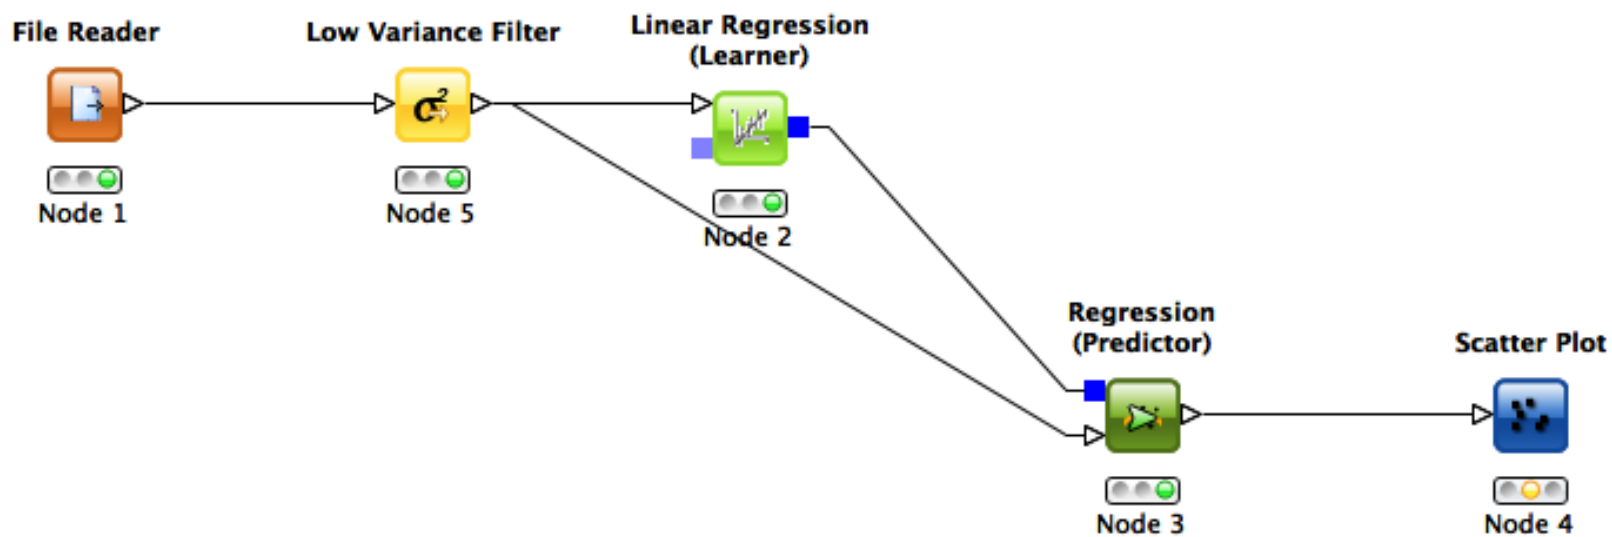 File Reader
Node 1
Low Variance Filter
σ2
Node 5
Linear Regression
(Learner)
Node 2
Regression
(Predictor)
Node 3
Scatter Plot
Node 4